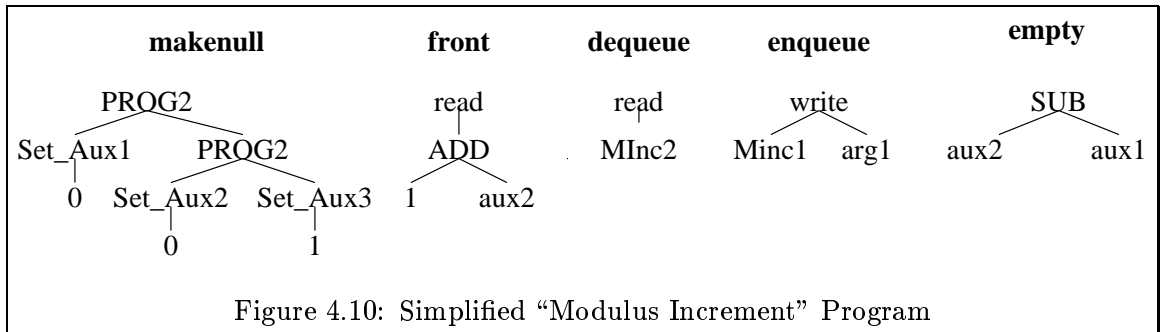 makenull front dequeue enqueue empty
PROG2 read read write SUB
Set_Aux1 PROG2 ADD MInc2 Minc1 arg1 aux2 aux1
0 Set_Aux2 Set_Aux3 1 aux2
0 1
Figure 4.10: Simplified “Modulus Increment” Program